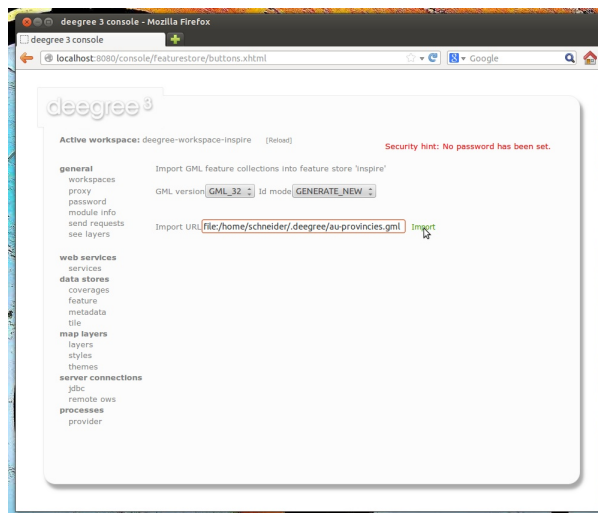 deegree 3 console - Mozilla Firefox
deegree 3 console
localhost:8080/console/featurestore/buttons.xhtml
Google
deegree 3
Active workspace: deegree-workspace-inspire [Reload]
Security hint: No password has been set.
general
workspaces
proxy
password
module info
send requests
see layers
web services
services
data stores
coverages
feature
metadata
tile
map layers
layers
styles
themes
server connections
jdbc
remote ows
processes
provider
Import GML feature collections into feature store 'inspire'
GML version GML_32 Id mode GENERATE_NEW
Import URL file:/home/schneider/.deegree/au-provincies.gml Import